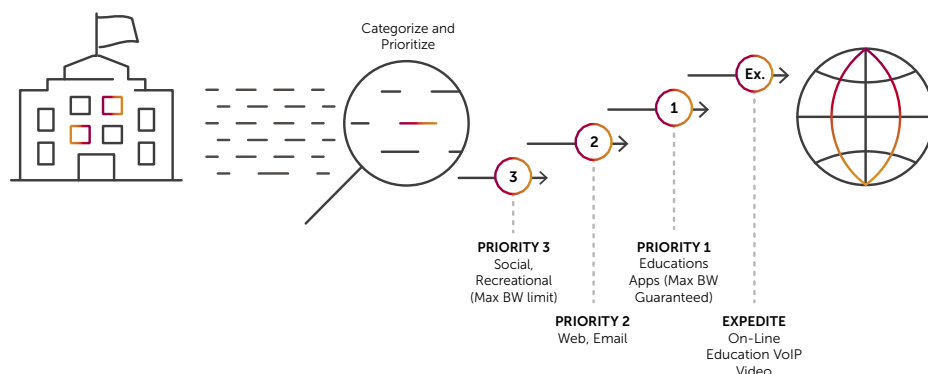 Categorize and
Prioritize
Ex.
1
2
3
PRIORITY 3
Social,
Recreational
(Max BW limit)
PRIORITY 1
Educations
Apps (Max BW
Guaranteed)
PRIORITY 2
Web, Email
EXPEDITE
On-Line
Education VoIP
Video